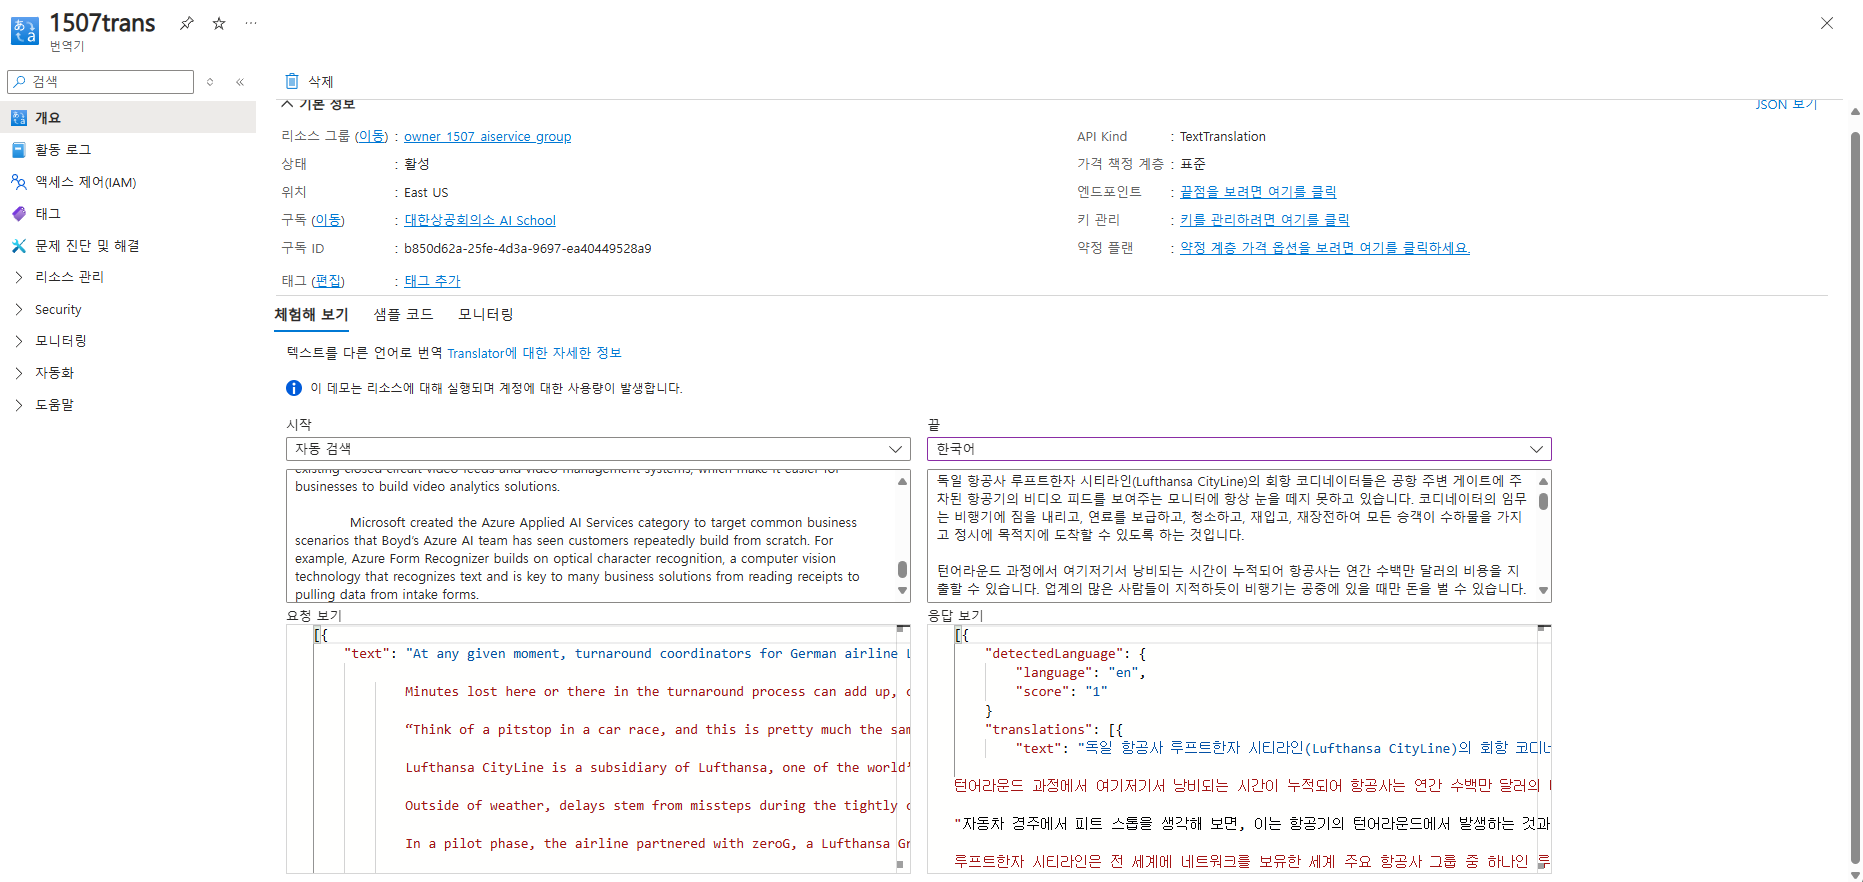 1507trans
번역기
검색
개요
활동 로그
액세스 제어(IAM)
태그
문제 진단 및 해결
리소스 관리
Security
모니터링
자동화
도움말
삭제
기본 정보
JSON 보기
리소스 그룹 (이동) : owner_1507_aiservice_group
상태 : 활성
위치 : East US
구독 (이동) : 대한상공회의소 AI School
구독 ID : b850d62a-25fe-4d3a-9697-ea40449528a9
태그 (편집) : 태그 추가
API Kind : TextTranslation
가격 책정 계층 : 표준
엔드포인트 : 끝점을 보려면 여기를 클릭
키 관리 : 키를 관리하려면 여기를 클릭
약정 플랜 : 약정 계층 가격 옵션을 보려면 여기를 클릭하세요.
체험해 보기 샘플 코드 모니터링
텍스트를 다른 언어로 번역 Translator에 대한 자세한 정보
이 데모는 리소스에 대해 실행되며 계정에 대한 사용량이 발생합니다.
시작
자동 검색
existing closed circuit video feeds and video management systems, which make it easier for
businesses to build video analytics solutions.
Microsoft created the Azure Applied AI Services category to target common business
scenarios that Boyd's Azure AI team has seen customers repeatedly build from scratch. For
example, Azure Form Recognizer builds on optical character recognition, a computer vision
technology that recognizes text and is key to many business solutions from reading receipts to
pulling data from intake forms.
끝
한국어
독일 항공사 루프트한자 시티라인(Lufthansa CityLine)의 회항 코디네이터들은 공항 주변 게이트에 주
차된 항공기의 비디오 피드를 보여주는 모니터에 항상 눈을 떼지 못하고 있습니다. 코디네이터의 임무
는 비행기에 짐을 내리고, 연료를 보급하고, 청소하고, 재입고, 재장전하여 모든 승객이 수하물을 가지
고 정시에 목적지에 도착할 수 있도록 하는 것입니다.
턴어라운드 과정에서 여기저기서 낭비되는 시간이 누적되어 항공사는 연간 수백만 달러의 비용을 지
출할 수 있습니다. 업계의 많은 사람들이 지적하듯이 비행기는 공중에 있을 때만 돈을 벌 수 있습니다.
요청 보기
[{
"text": "At any given moment, turnaround coordinators for German airline
Minutes lost here or there in the turnaround process can add up,
“Think of a pitstop in a car race, and this is pretty much the
Lufthansa CityLine is a subsidiary of Lufthansa, one of the
Outside of weather, delays stem from missteps during the tightly
In a pilot phase, the airline partnered with zeroG, a Lufthansa
응답 보기
[{
"detectedLanguage": {
"language": "en",
"score": "1"
}
"translations": [{
"text": "독일 항공사 루프트한자 시티라인(Lufthansa CityLine)의 회항
턴어라운드 과정에서 여기저기서 낭비되는 시간이 누적되어 항공사는 연간 수백만 달러의
"자동차 경주에서 피트 스톱을 생각해 보면, 이는 항공기의 턴어라운드에서 발생하는 것과
루프트한자 시티라인은 전 세계에 네트워크를 보유한 세계 주요 항공사 그룹 중 하나인